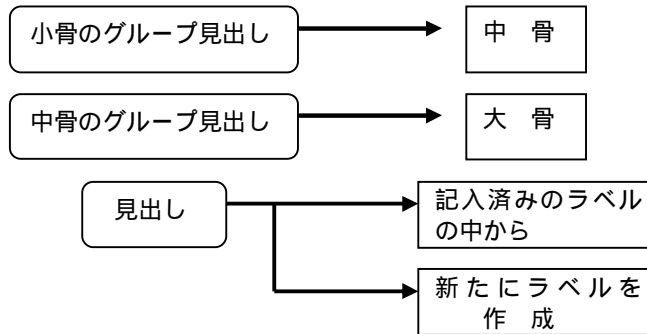 小骨のグループ見出し
中 骨
中骨のグループ見出し
大 骨
見出し
記入済みのラベル
の中から
新たにラベルを
作 成